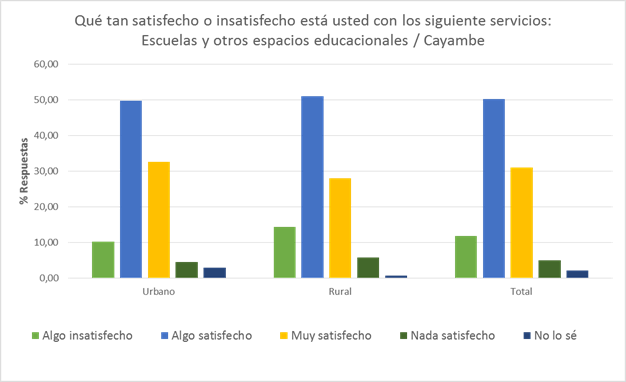 Qué tan satisfecho o insatisfecho está usted con los siguiente servicios:
Escuelas y otros espacios educacionales / Cayambe
% Respuestas
60,00
50,00
40,00
30,00
20,00
10,00
0,00
Urbano Rural Total
Algo insatisfecho Algo satisfecho Muy satisfecho Nada satisfecho No lo sé